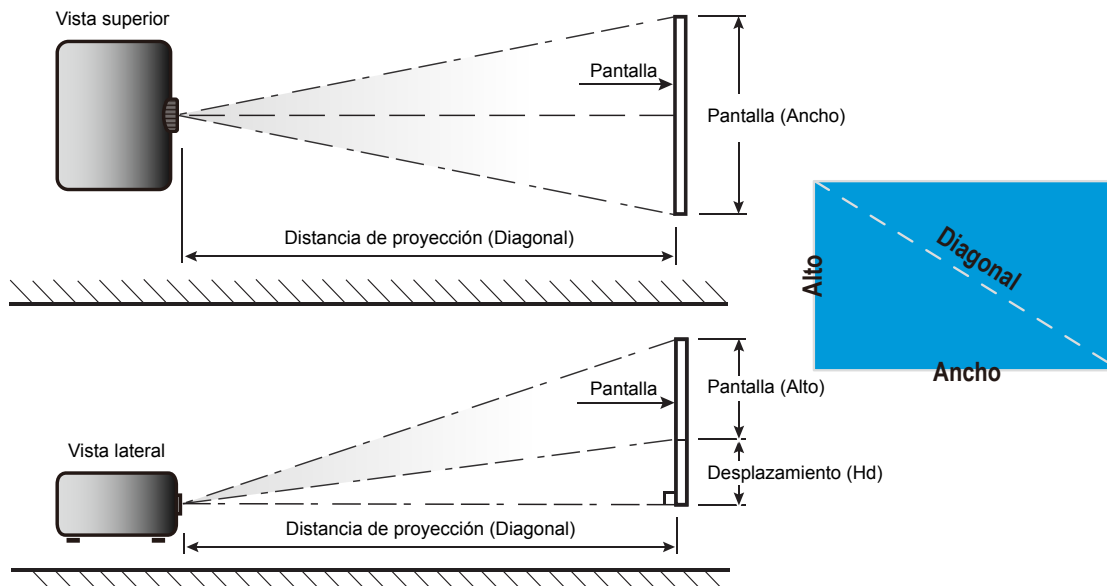 Vista superior
Pantalla
Pantalla (Ancho)
Distancia de proyección (Diagonal)
Alto
Diagonal
Ancho
Pantalla
Pantalla (Alto)
Vista lateral
Desplazamiento (Hd)
Distancia de proyección (Diagonal)